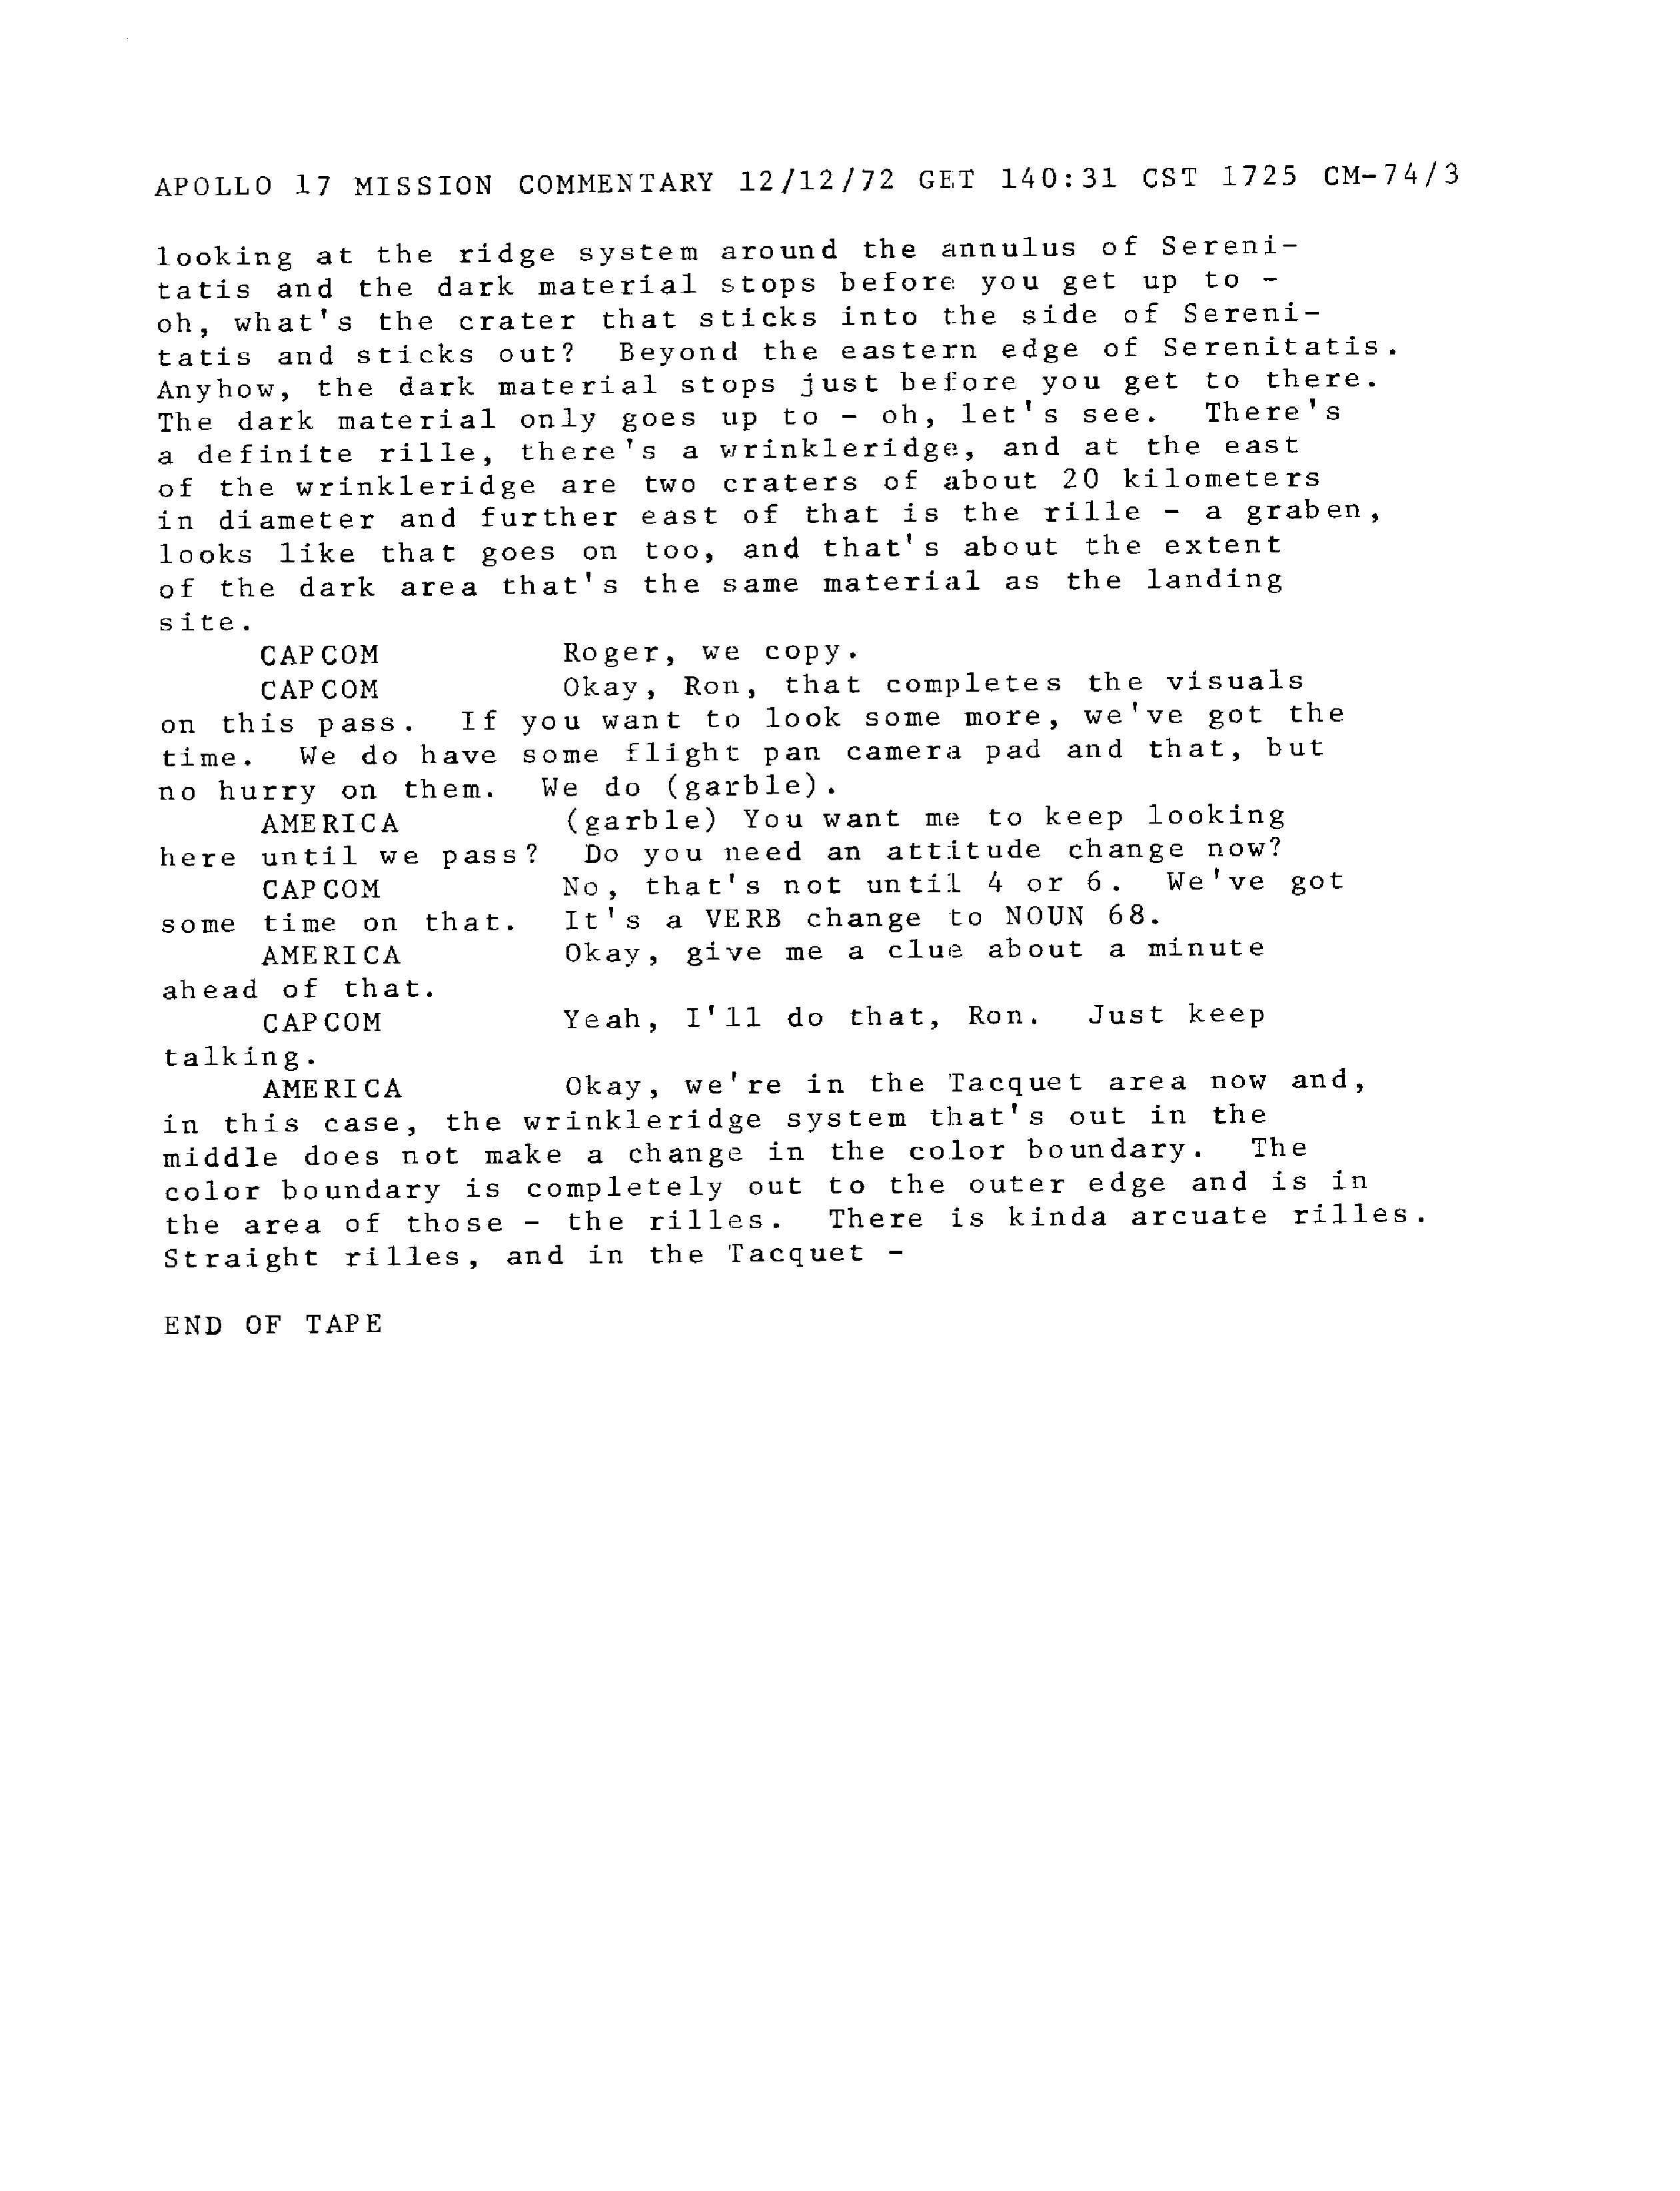 APOLLO 17 MISSION COMMENTARY 12/12/72 GET 140:31 CST 1725 CM-74/3
looking at the ridge system around the annulus of Sereni-
tatis and the dark material stops before you get up to -
oh, what's the crater that sticks into the side of Sereni-
tatis and sticks out? Beyond the eastern edge of Serenitatis.
Anyhow, the dark material stops just before you get to there.
The dark material only goes up to - oh, let's see. There's
a definite rille, there's a wrinkleridge, and at the east
of the wrinkleridge are two craters of about 20 kilometers
in diameter and further east of that is the rille - a graben,
looks like that goes on too, and that's about the extent
of the dark area that's the same material as the landing
site.
CAPCOM Roger, we copy.
CAPCOM Okay, Ron, that completes the visuals
on this pass. If you want to look some more, we've got the
time. We do have some flight pan camera pad and that, but
no hurry on them. We do (garble).
AMERICA (garble) You want me to keep looking
here until we pass? Do you need an attitude change now?
CAPCOM No, that's not until 4 or 6. We've got
some time on that. It's a VERB change to NOUN 68.
AMERICA Okay, give me a clue about a minute
ahead of that.
CAPCOM Yeah, I'll do that, Ron. Just keep
talking.
AMERICA Okay, we're in the Tacquet area now and,
in this case, the wrinkleridge system that's out in the
middle does not make a change in the color boundary. The
color boundary is completely out to the outer edge and is in
the area of those - the rilles. There is kinda arcuate rilles.
Straight rilles, and in the Tacquet -
END OF TAPE